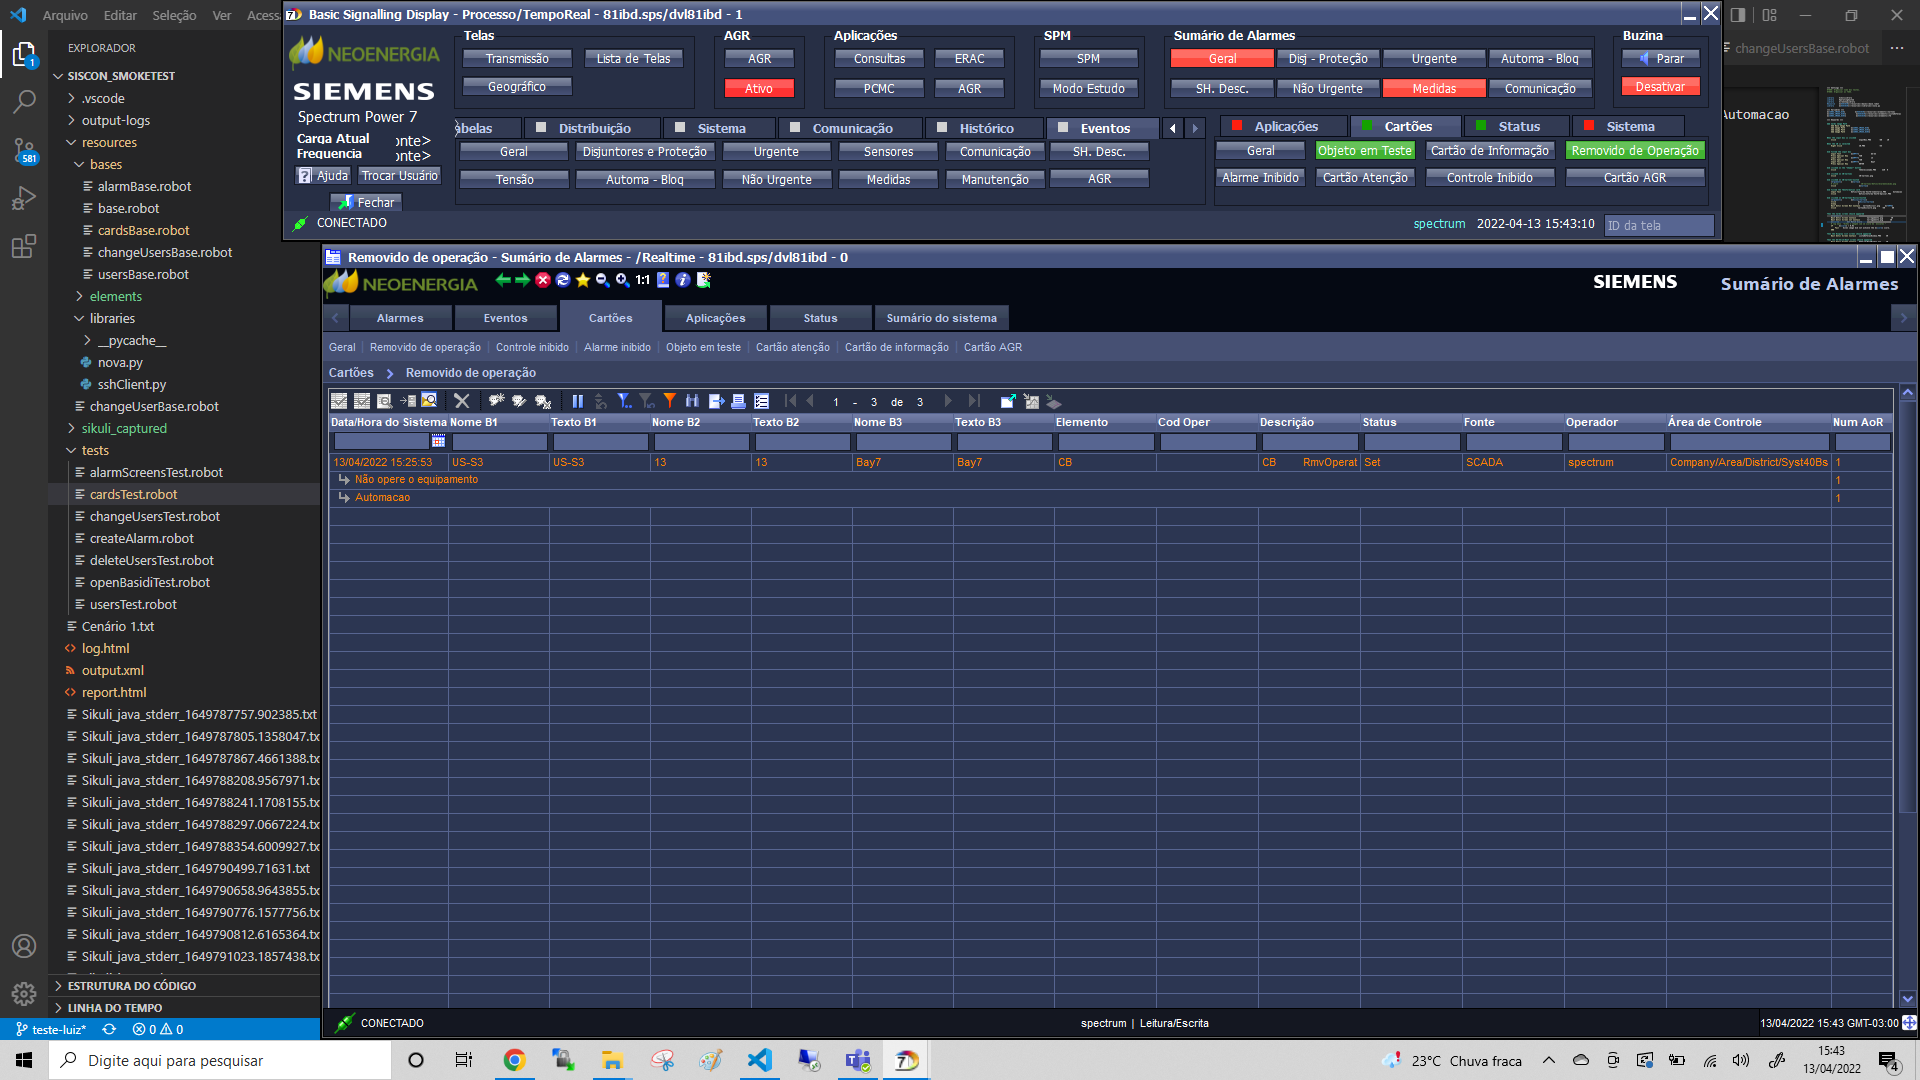 Arquivo Editar Seleção Ver Acess
Basic Signalling Display - Processo/TempoReal - 81ibd.sps/dvl81ibd - 1
changeUsersBase.robot
Automacao
EXPLORADOR
SISCON_SMOKETEST
.vscode
output-logs
resources
bases
alarmBase.robot
base.robot
cardsBase.robot
changeUsersBase.robot
usersBase.robot
elements
libraries
__pycache__
nova.py
sshClient.py
changeUserBase.robot
sikuli_captured
tests
alarmScreensTest.robot
cardsTest.robot
changeUsersTest.robot
createAlarm.robot
deleteUsersTest.robot
openBasidiTest.robot
usersTest.robot
Cenário 1.txt
log.html
output.xml
report.html
Sikuli_java_stderr_1649787757.902385.txt
Sikuli_java_stderr_1649787805.1358047.tx
Sikuli_java_stderr_1649787867.4661388.tx
Sikuli_java_stderr_1649788208.9567971.tx
Sikuli_java_stderr_1649788241.1708155.tx
Sikuli_java_stderr_1649788297.0667224.tx
Sikuli_java_stderr_1649788354.6009927.tx
Sikuli_java_stderr_1649790499.71631.txt
Sikuli_java_stderr_1649790658.9643855.tx
Sikuli_java_stderr_1649790776.1577756.tx
Sikuli_java_stderr_1649790812.6165364.tx
Sikuli_java_stderr_1649791023.1857438.tx
ESTRUTURA DO CÓDIGO
LINHA DO TEMPO
1
581
teste-luiz* 0 0
NEOENERGIA
SIEMENS
Spectrum Power 7
Carga Atual onte>
Frequencia onte>
Ajuda Trocar Usuário
Fechar
CONECTADO
Telas
Transmissão Lista de Telas
Geográfico
AGR
AGR
Ativo
Aplicações
Consultas ERAC
PCMC AGR
SPM
SPM
Modo Estudo
Sumário de Alarmes
Geral Disj - Proteção Urgente Automa - Bloq
SH. Desc. Não Urgente Medidas Comunicação
Buzina
Parar
Desativar
abelas Distribuição Sistema Comunicação Histórico Eventos
Geral Disjuntores e Proteção Urgente Sensores Comunicação SH. Desc.
Tensão Automa - Bloq Não Urgente Medidas Manutenção AGR
Aplicações Cartões Status Sistema
Geral Objeto em Teste Cartão de Informação Removido de Operação
Alarme Inibido Cartão Atenção Controle Inibido Cartão AGR
spectrum 2022-04-13 15:43:10 ID da tela
Removido de operação - Sumário de Alarmes - /Realtime - 81ibd.sps/dvl81ibd - 0
NEOENERGIA 1:1 SIEMENS Sumário de Alarmes
Alarmes Eventos Cartões Aplicações Status Sumário do sistema
Geral Removido de operação Controle inibido Alarme inibido Objeto em teste Cartão atenção Cartão de informação Cartão AGR
Cartões Removido de operação
1 - 3 de 3
Data/Hora do Sistema Nome B1 Texto B1 Nome B2 Texto B2 Nome B3 Texto B3 Elemento Cod Oper Descrição Status Fonte Operador Área de Controle Num AoR
13/04/2022 15:25:53 US-S3 US-S3 13 13 Bay7 Bay7 CB CB RmvOperat Set SCADA spectrum Company/Area/District/Syst40Bs 1
Não opere o equipamento 1
Automacao 1
CONECTADO spectrum | Leitura/Escrita 13/04/2022 15:43 GMT-03:00
Digite aqui para pesquisar
23°C Chuva fraca
15:43
13/04/2022
4